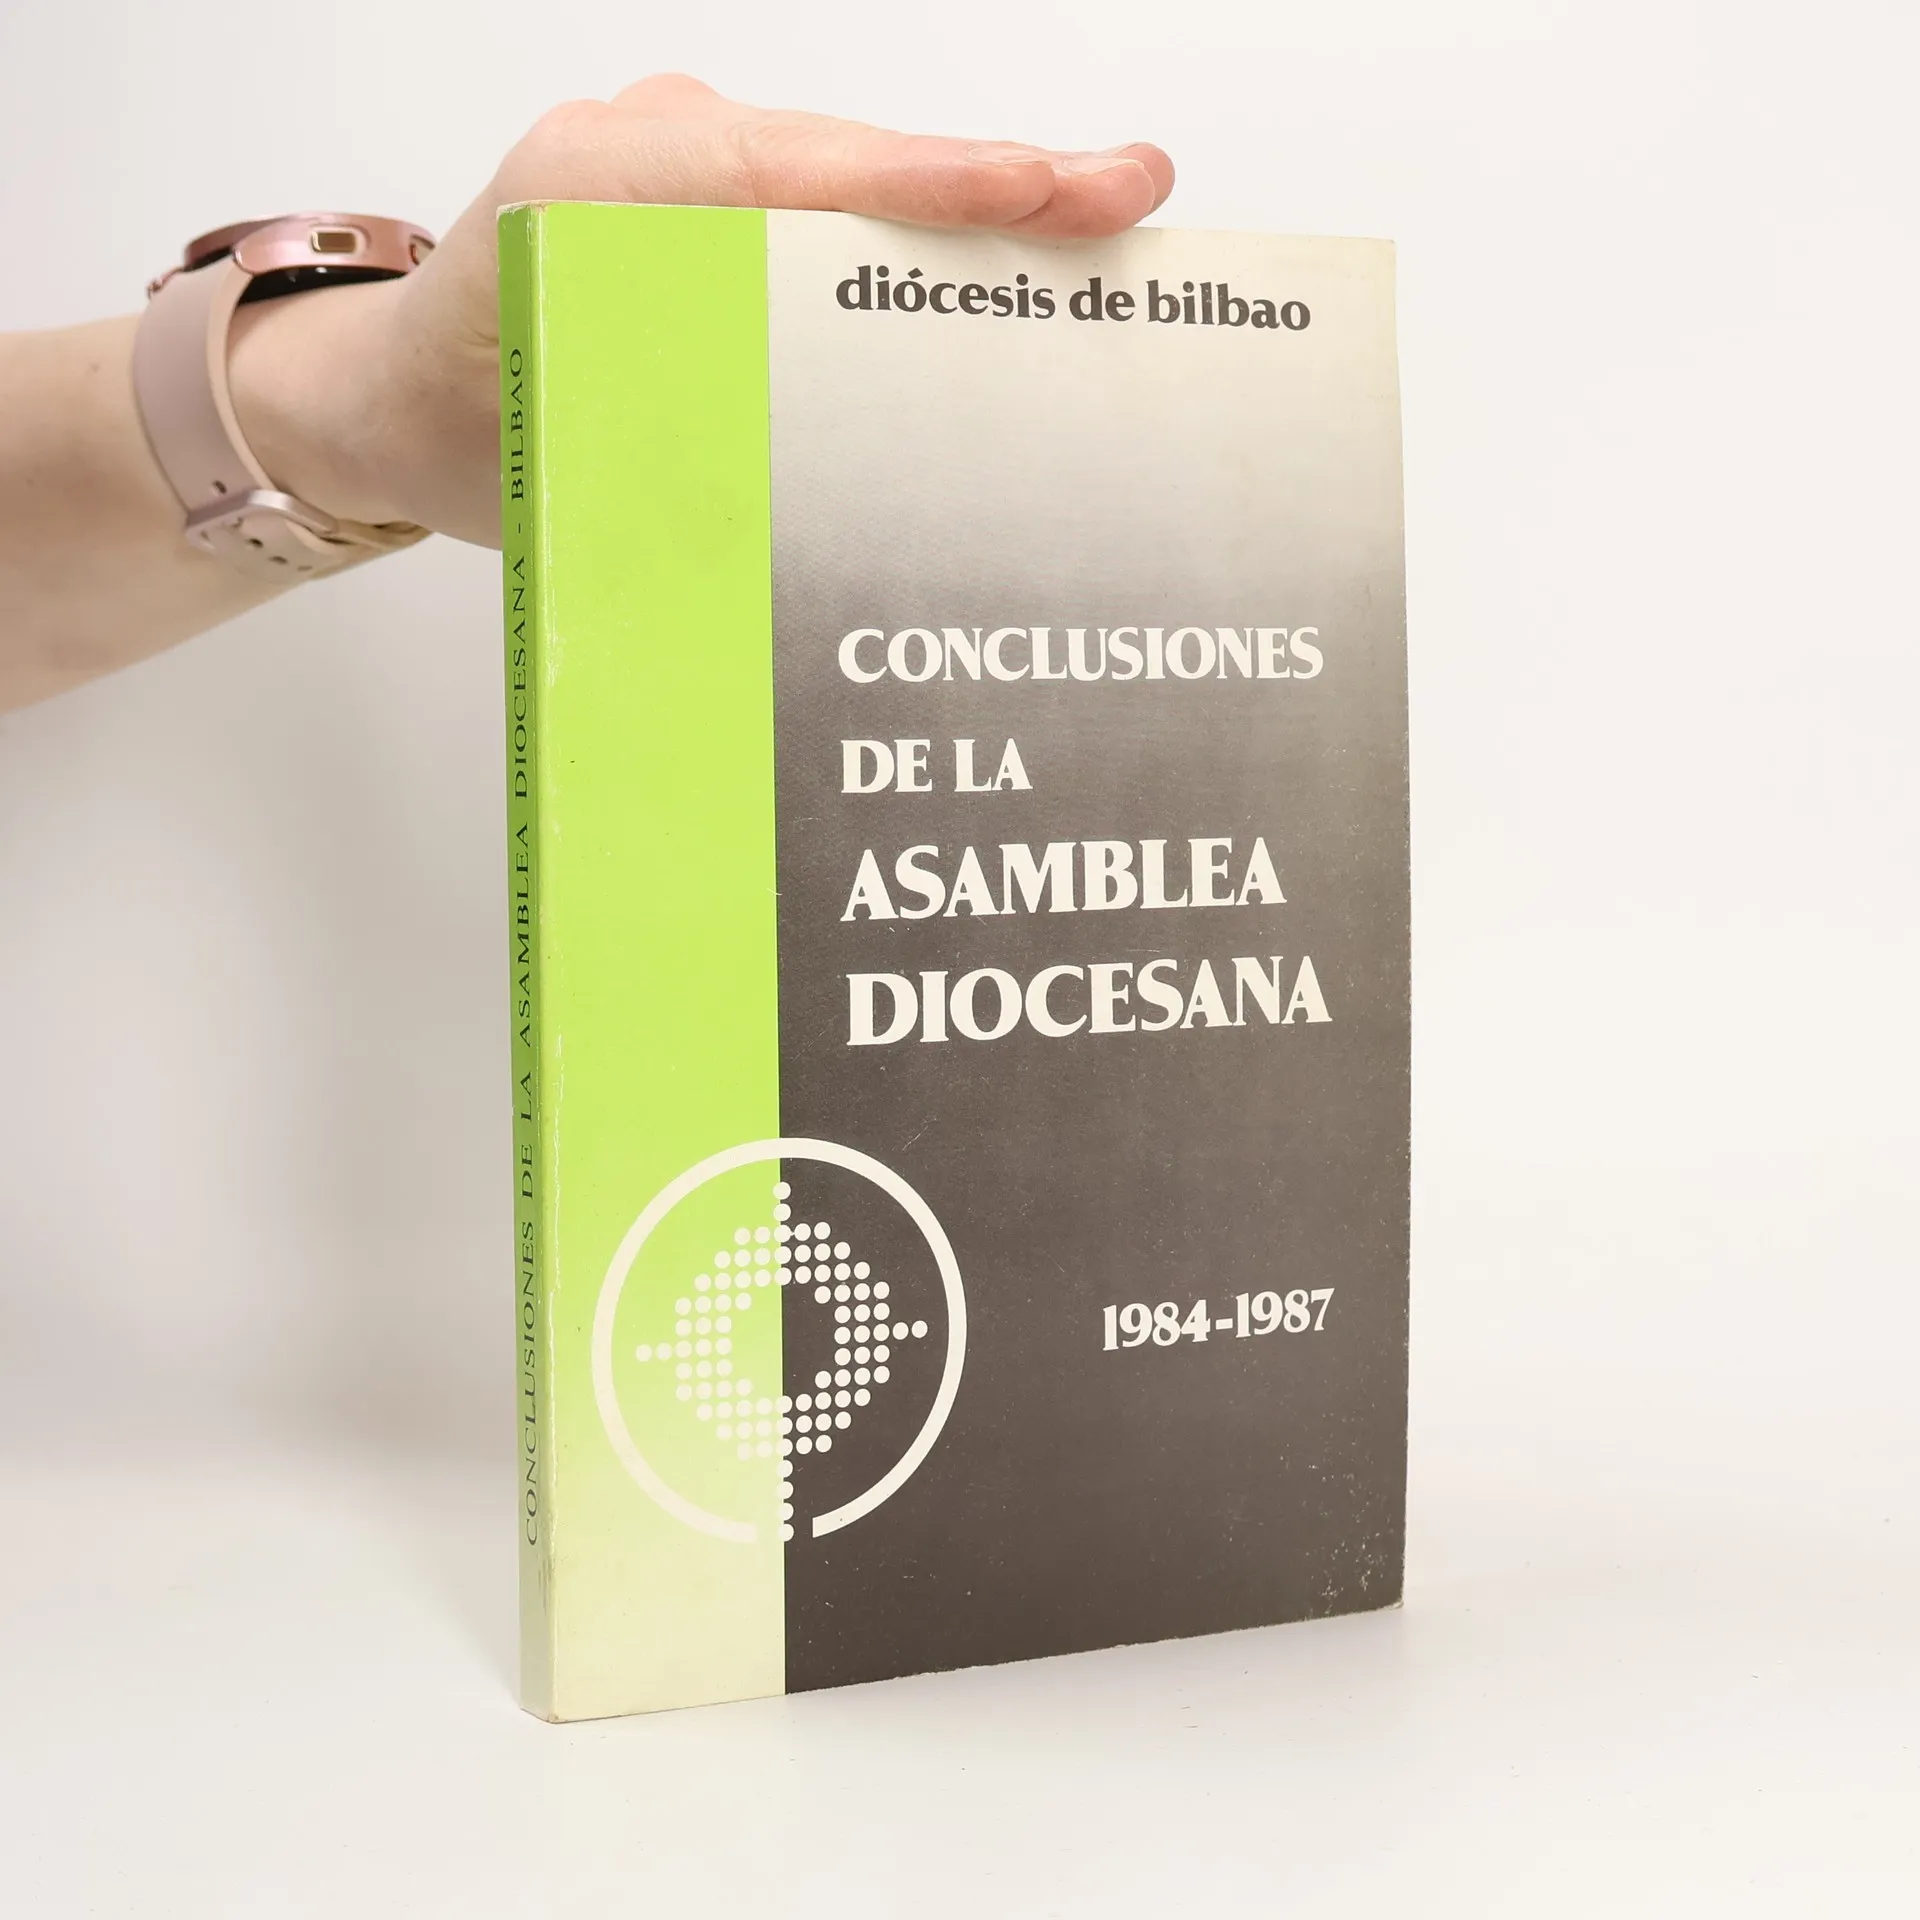 diócesis de bilbao
CONCLUSIONES
DE LA
ASAMBLEA
DIOCESANA
1984-1987
CONCLUSIONES DE LA ASAMBLEA DIOCESANA - BILBAO